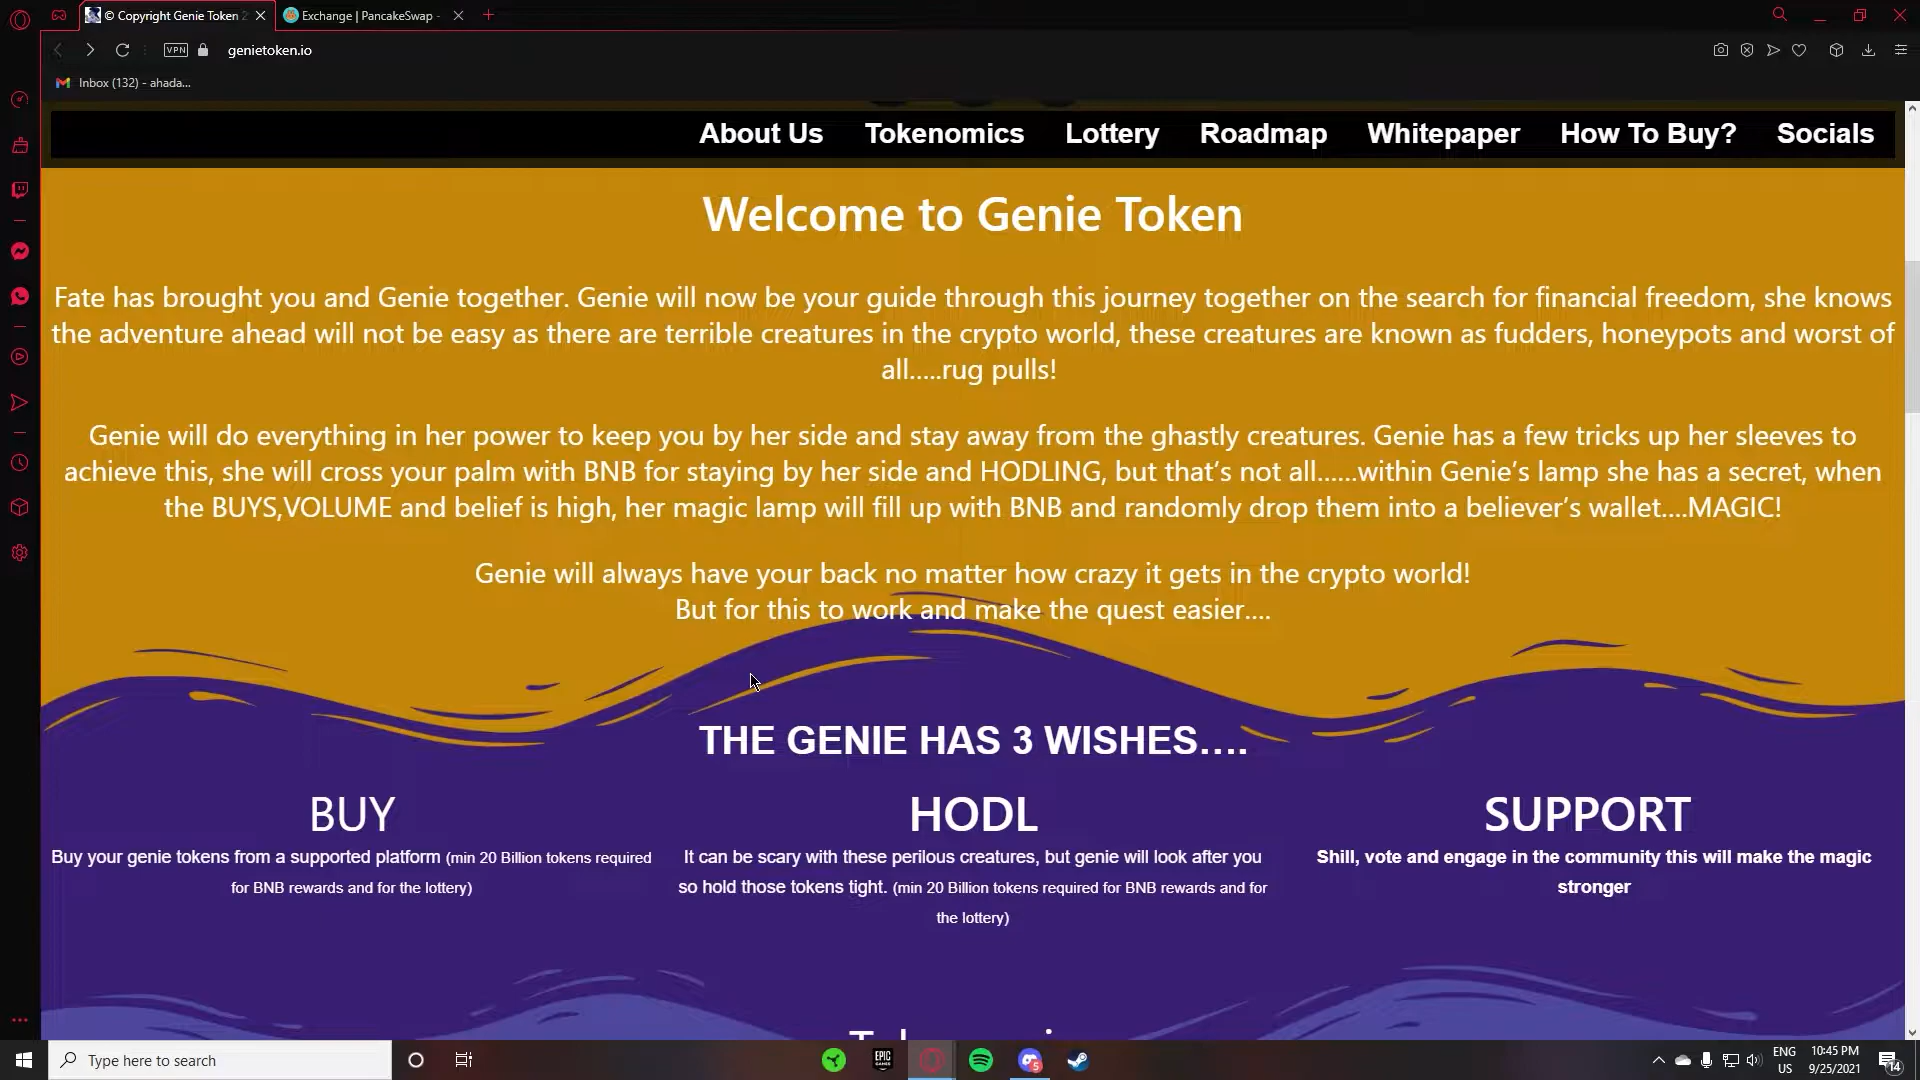 © Copyright Genie Token 2
Exchange | PancakeSwap -
VPN
genietoken.io
Inbox (132) - ahada...
About Us Tokenomics Lottery Roadmap Whitepaper How To Buy? Socials
Welcome to Genie Token
Fate has brought you and Genie together. Genie will now be your guide through this journey together on the search for financial freedom, she knows
the adventure ahead will not be easy as there are terrible creatures in the crypto world, these creatures are known as fudders, honeypots and worst of
all.....rug pulls!
Genie will do everything in her power to keep you by her side and stay away from the ghastly creatures. Genie has a few tricks up her sleeves to
achieve this, she will cross your palm with BNB for staying by her side and HODLING, but that’s not all......within Genie’s lamp she has a secret, when
the BUYS,VOLUME and belief is high, her magic lamp will fill up with BNB and randomly drop them into a believer’s wallet....MAGIC!
Genie will always have your back no matter how crazy it gets in the crypto world!
But for this to work and make the quest easier....
THE GENIE HAS 3 WISHES....
BUY
Buy your genie tokens from a supported platform (min 20 Billion tokens required
for BNB rewards and for the lottery)
HODL
It can be scary with these perilous creatures, but genie will look after you
so hold those tokens tight. (min 20 Billion tokens required for BNB rewards and for
the lottery)
SUPPORT
Shill, vote and engage in the community this will make the magic
stronger
Type here to search
EPIC
GAMES
5
ENG
US
10:45 PM
9/25/2021
14